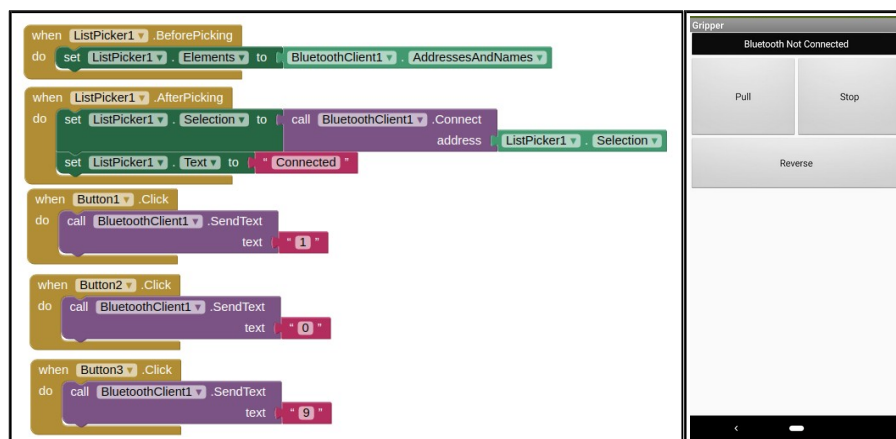 when ListPicker1 .BeforePicking
do set ListPicker1 . Elements to BluetoothClient1 . AddressesAndNames
when ListPicker1 .AfterPicking
do set ListPicker1 . Selection to call BluetoothClient1 .Connect
address ListPicker1 . Selection
set ListPicker1 . Text to " Connected "
when Button1 .Click
do call BluetoothClient1 .SendText
text " 1 "
when Button2 .Click
do call BluetoothClient1 .SendText
text " 0 "
when Button3 .Click
do call BluetoothClient1 .SendText
text " 9 "
Gripper
Bluetooth Not Connected
Pull Stop
Reverse